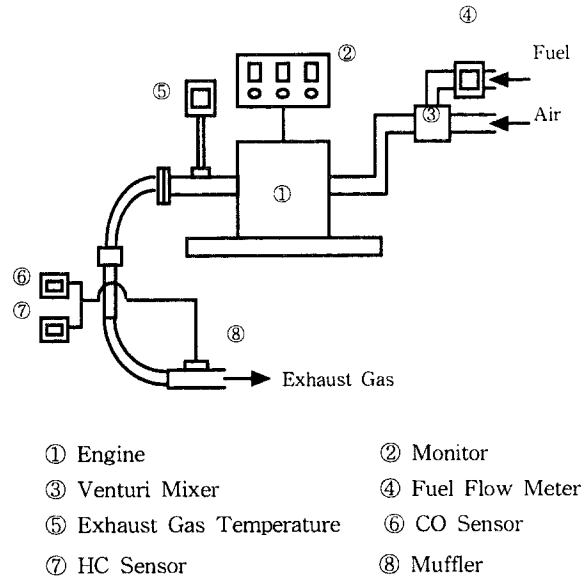 ④
②
Fuel
⑤
③
Air
①
⑥
⑦
⑧
Exhaust Gas
① Engine
② Monitor
③ Venturi Mixer
④ Fuel Flow Meter
⑤ Exhaust Gas Temperature
⑥ CO Sensor
⑦ HC Sensor
⑧ Muffler